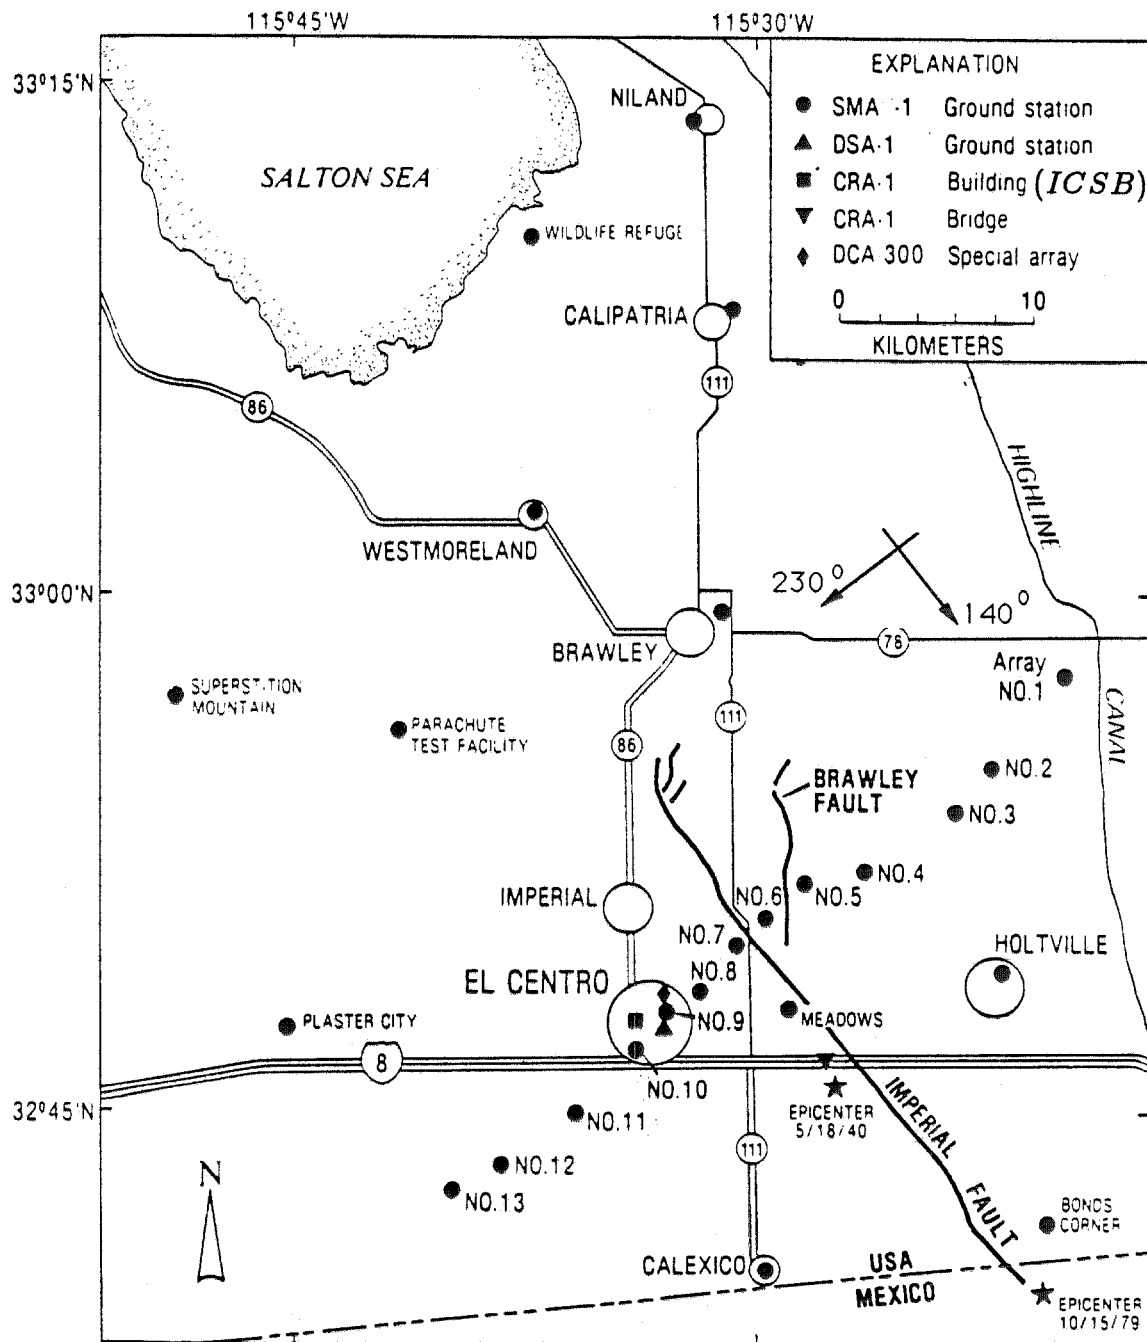 115°45'W
115°30'W
33°15'N
33°00'N
32°45'N
EXPLANATION
SMA -1 Ground station
DSA-1 Ground station
CRA-1 Building (ICSB)
CRA-1 Bridge
DCA 300 Special array
0 10
KILOMETERS
NILAND
SALTON SEA
WILDLIFE REFUGE
CALIPATRIA
111
86
HIGHLINE
WESTMORELAND
230°
140°
BRAWLEY
78
Array
NO.1
CANAL
SUPERST-TION
MOUNTAIN
PARACHUTE
TEST FACILITY
86
111
BRAWLEY
FAULT
NO.2
NO.3
NO.4
NO.5
IMPERIAL
NO.6
NO.7
NO.8
HOLTVILLE
EL CENTRO
NO.9
MEADOWS
PLASTER CITY
8
NO.10
EPICENTER
5/18/40
IMPERIAL
FAULT
NO.11
111
NO.12
NO.13
N
BONDS
CORNER
CALEXICO
USA
MEXICO
EPICENTER
10/15/79